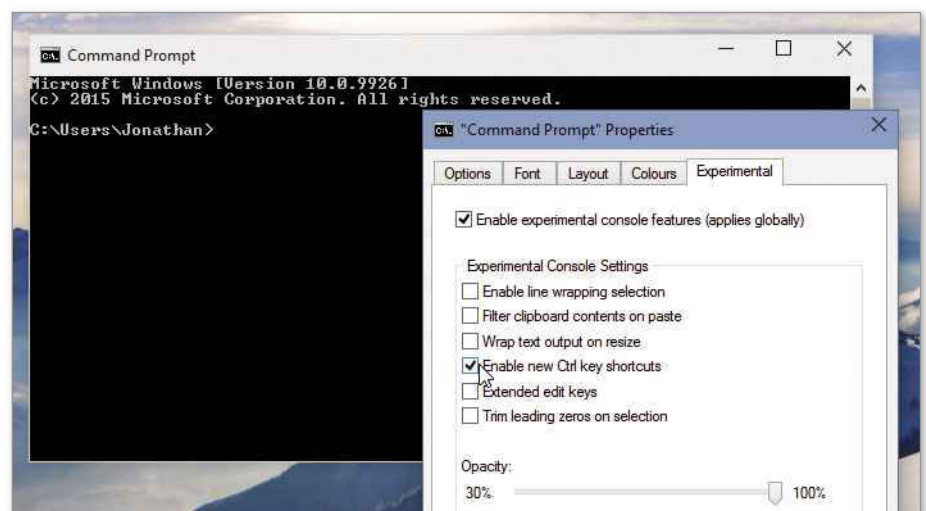 Command Prompt
Microsoft Windows [Version 10.0.9926]
(c) 2015 Microsoft Corporation. All rights reserved.
C:\Users\Jonathan>
"Command Prompt" Properties
Options Font Layout Colours Experimental
Enable experimental console features (applies globally)
Experimental Console Settings
Enable line wrapping selection
Filter clipboard contents on paste
Wrap text output on resize
Enable new Ctrl key shortcuts
Extended edit keys
Trim leading zeros on selection
Opacity:
30% 100%